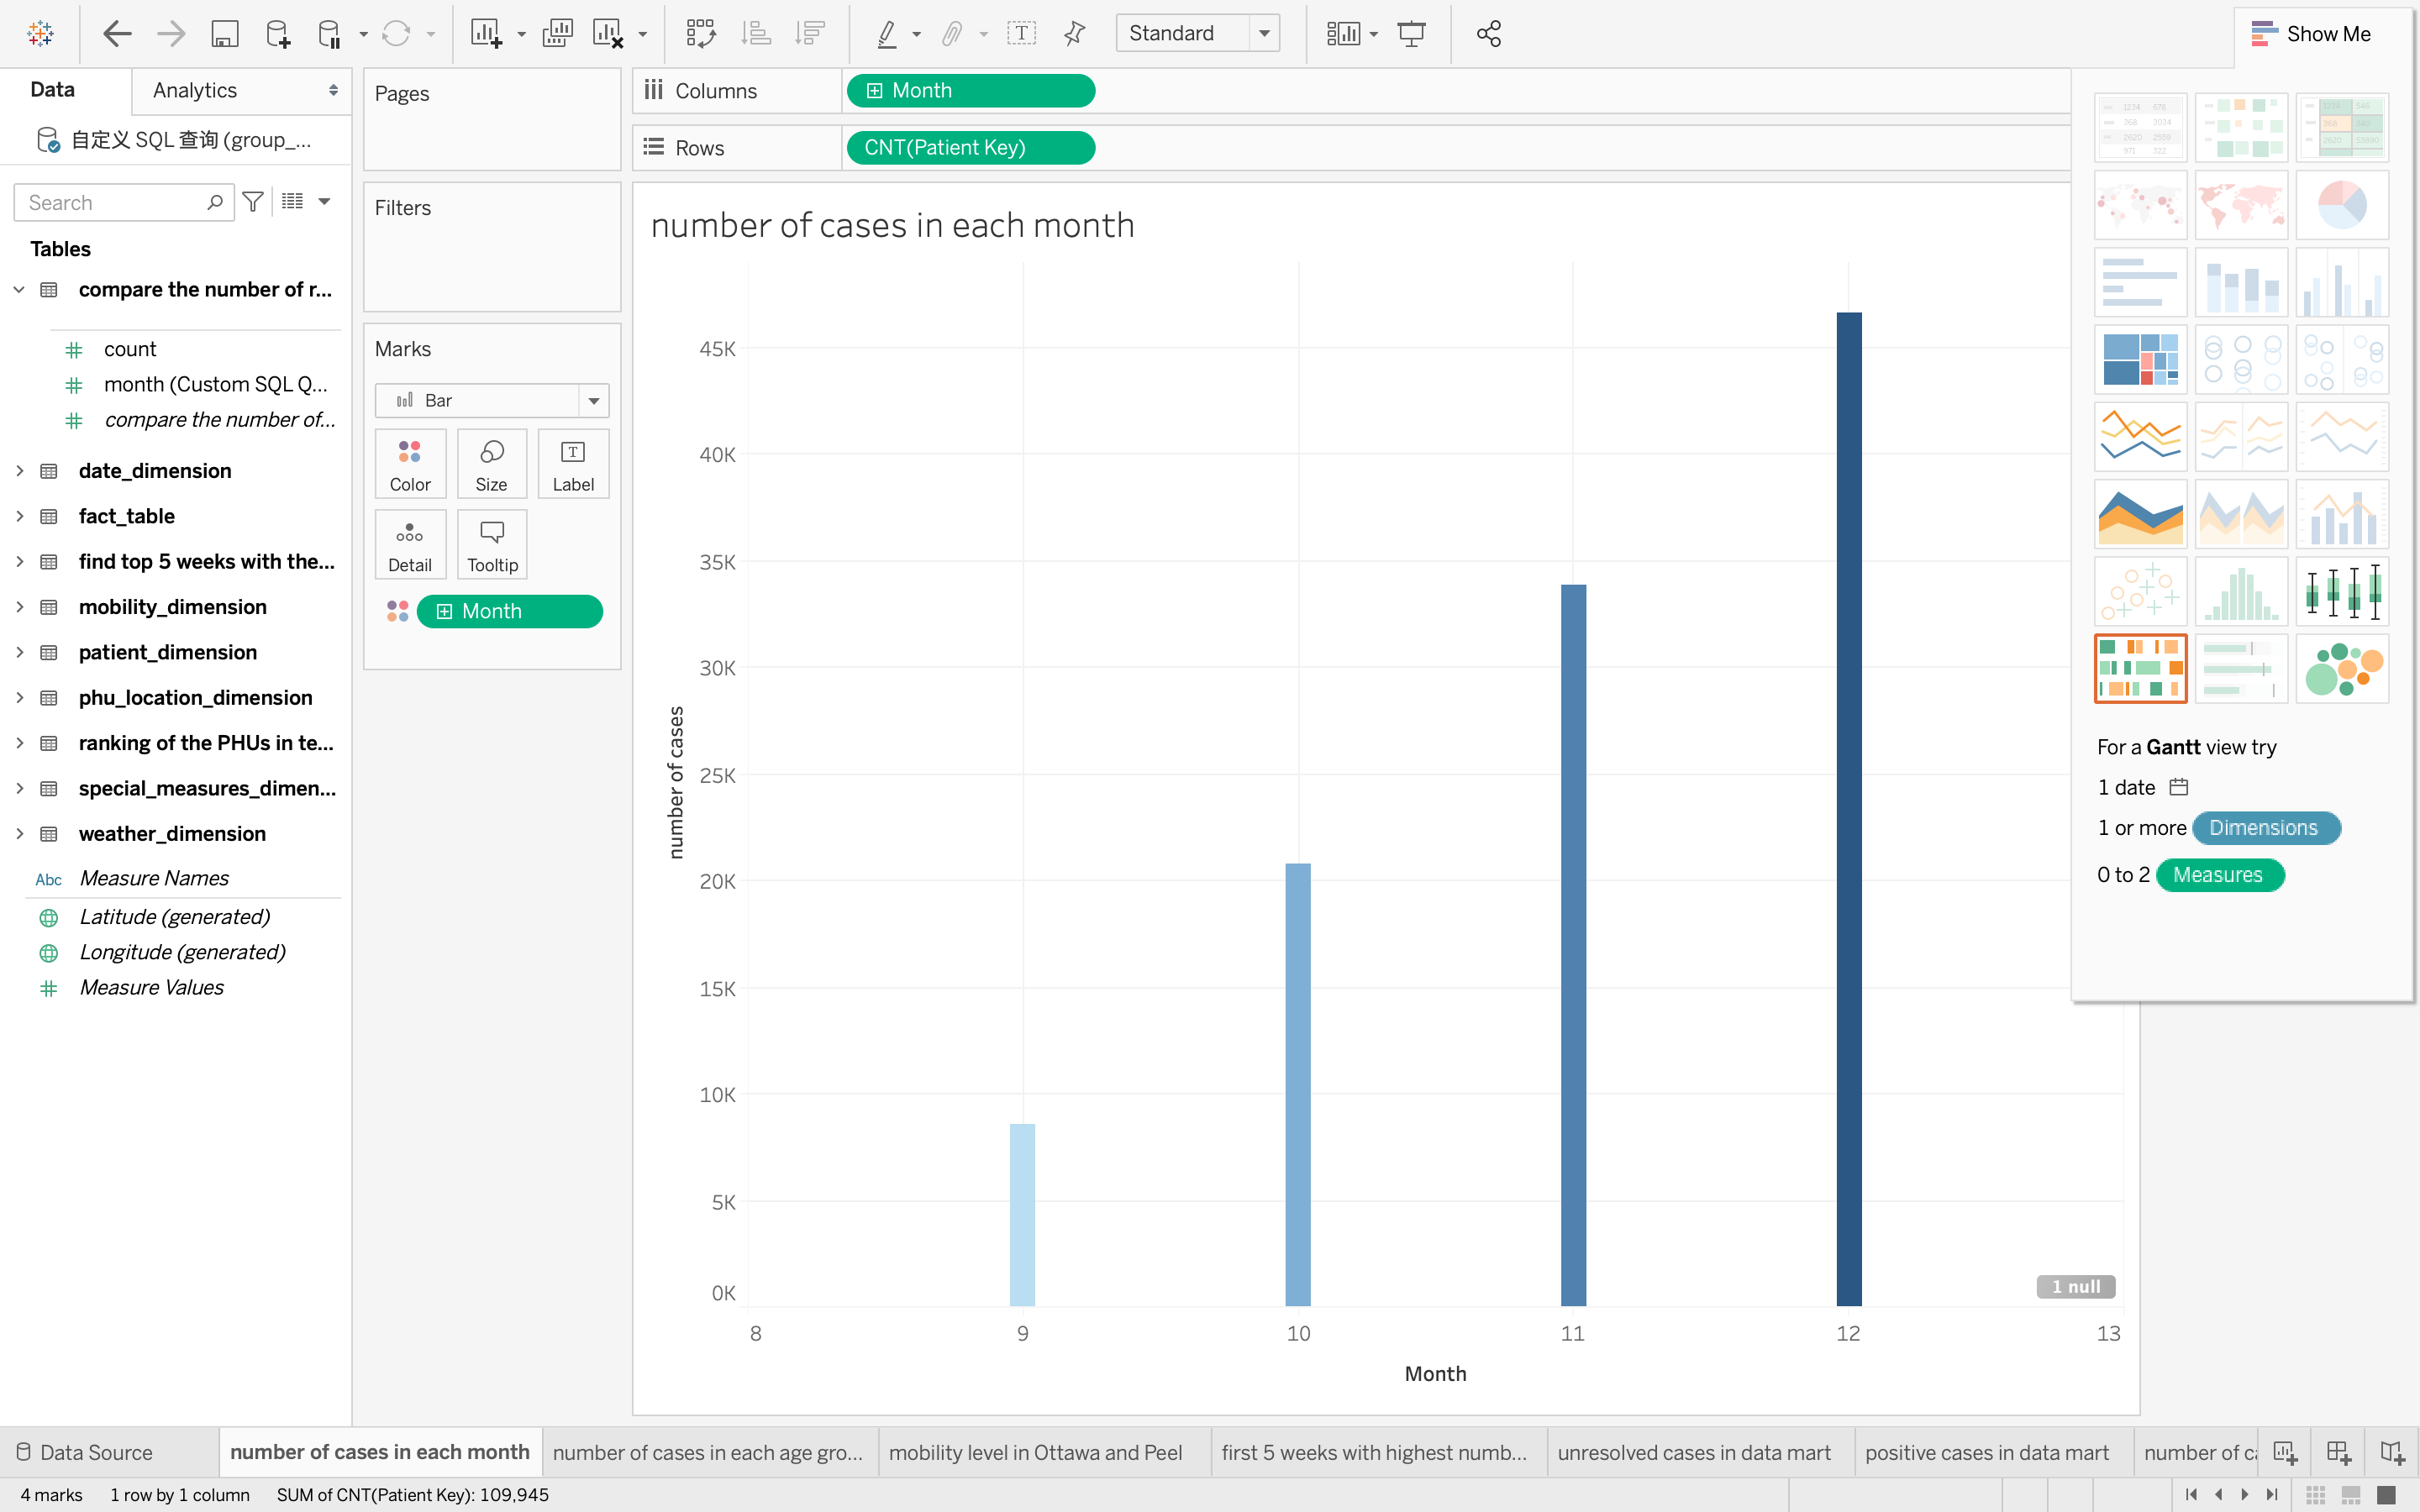 Standard
Show Me
Data
Analytics
自定义 SQL 查询 (group_...
Search
Tables
compare the number of r...
count
month (Custom SQL Q...
compare the number of...
date_dimension
fact_table
find top 5 weeks with the...
mobility_dimension
patient_dimension
phu_location_dimension
ranking of the PHUs in te...
special_measures_dimen...
weather_dimension
Abc Measure Names
Latitude (generated)
Longitude (generated)
Measure Values
Pages
Filters
Marks
Bar
Color Size Label
Detail Tooltip
Month
Columns Month
Rows CNT(Patient Key)
number of cases in each month
45K
40K
35K
30K
25K
20K
15K
10K
5K
0K
number of cases
8 9 10 11 12 13
Month
1 null
For a Gantt view try
1 date
1 or more Dimensions
0 to 2 Measures
Data Source
number of cases in each month
number of cases in each age gro...
mobility level in Ottawa and Peel
first 5 weeks with highest numb...
unresolved cases in data mart
positive cases in data mart
number of
4 marks 1 row by 1 column SUM of CNT(Patient Key): 109,945